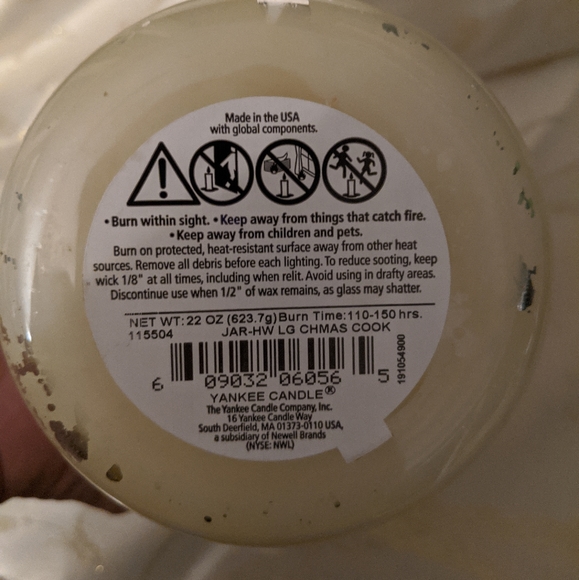 Made in the USA
with global components.
• Burn within sight. • Keep away from things that catch fire.
• Keep away from children and pets.
Burn on protected, heat-resistant surface away from other heat
sources. Remove all debris before each lighting. To reduce sooting, keep
wick 1/8" at all times, including when relit. Avoid using in drafty areas.
Discontinue use when 1/2" of wax remains, as glass may shatter.
NET WT: 22 OZ (623.7g) Burn Time: 110-150 hrs.
115504 JAR-HW LG CHMAS COOK
6 09032 06056 5
191054900
YANKEE CANDLE®
The Yankee Candle Company, Inc.
16 Yankee Candle Way
South Deerfield, MA 01373-0110 USA,
a subsidiary of Newell Brands
(NYSE: NWL)